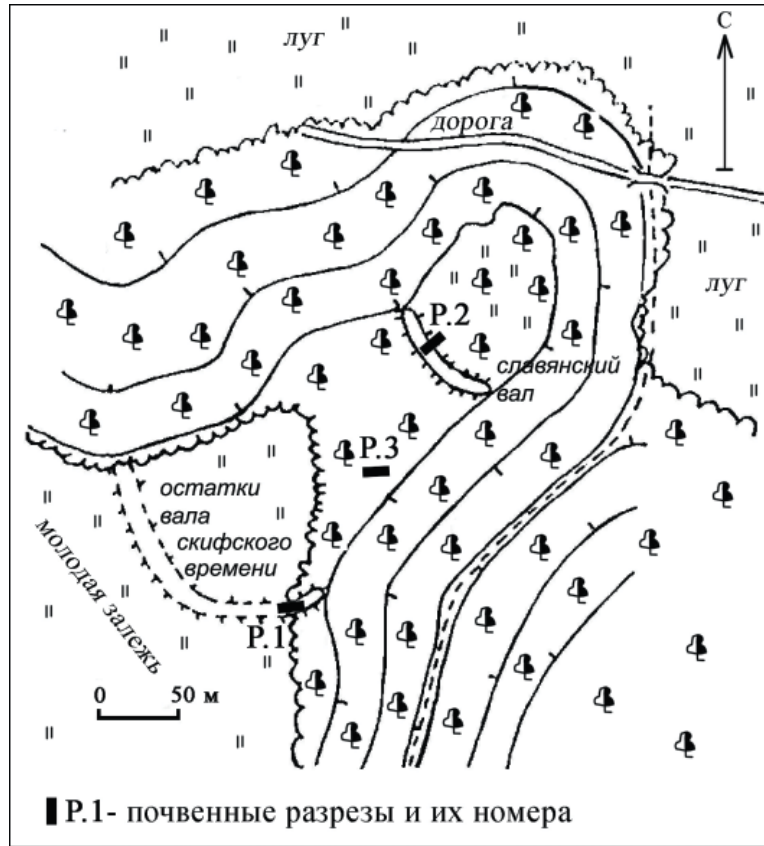 луг
С
дорога
луг
Р.2
славянский
вал
Р.3
остатки
вала
скифского
времени
молодая залежь
Р.1
0 50 м
Р.1- почвенные разрезы и их номера